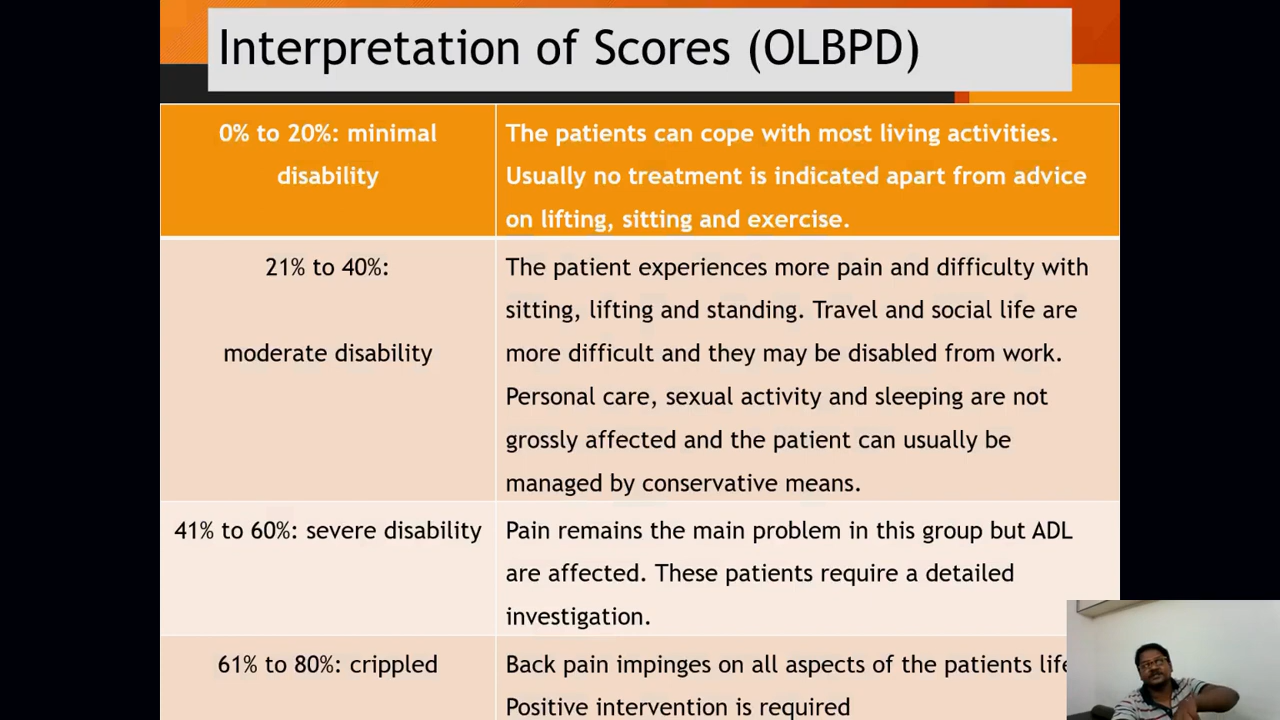 Interpretation of Scores (OLBPD)
0% to 20%: minimal
disability
The patients can cope with most living activities.
Usually no treatment is indicated apart from advice
on lifting, sitting and exercise.
21% to 40%:
moderate disability
The patient experiences more pain and difficulty with
sitting, lifting and standing. Travel and social life are
more difficult and they may be disabled from work.
Personal care, sexual activity and sleeping are not
grossly affected and the patient can usually be
managed by conservative means.
41% to 60%: severe disability
Pain remains the main problem in this group but ADL
are affected. These patients require a detailed
investigation.
61% to 80%: crippled
Back pain impinges on all aspects of the patients life
Positive intervention is required